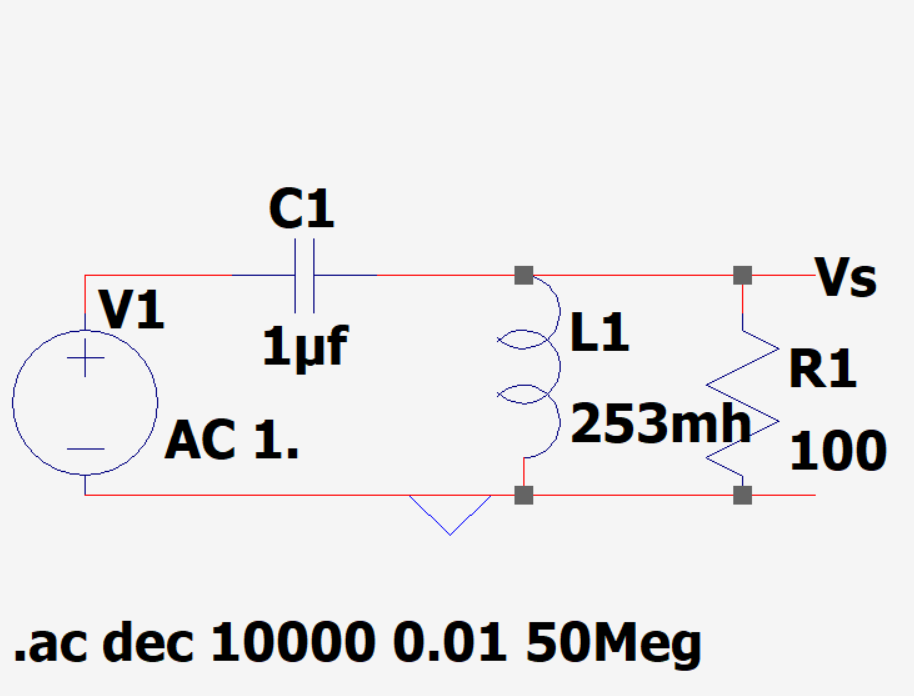 C1
Vs
V1
L1
1µf
R1
253mh
AC 1.
100
.ac dec 10000 0.01 50Meg